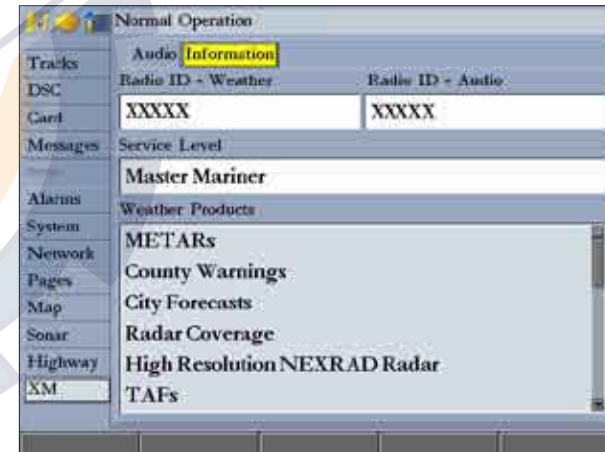 Normal Operation
Audio Information
Radio ID - Weather Radio ID - Audio
XXXXX XXXXX
Service Level
Master Mariner
Weather Products
METARs
County Warnings
City Forecasts
Radar Coverage
High Resolution NEXRAD Radar
TAFs
Tracks
DSC
Card
Messages
Alarms
System
Network
Pages
Map
Sonar
Highway
XM